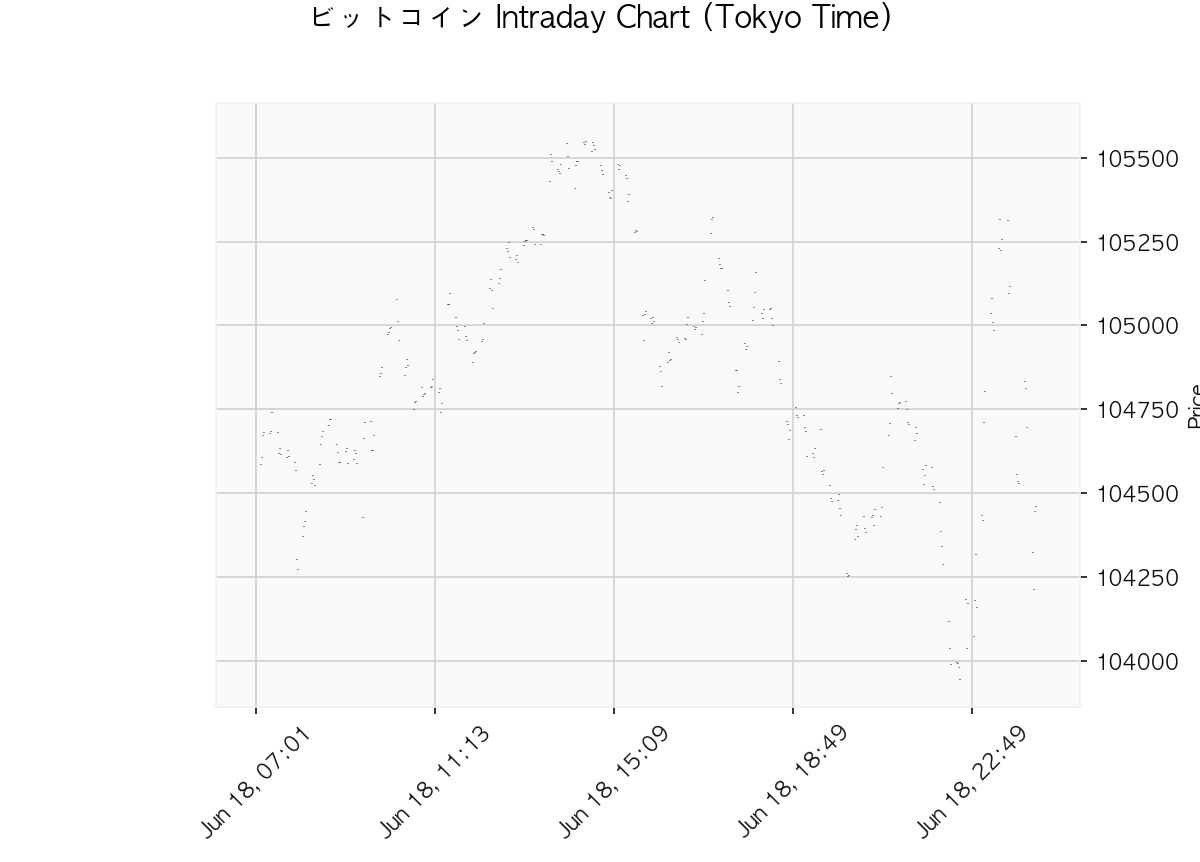 ビットコイン Intraday Chart (Tokyo Time)
105500
105250
105000
104750
104500
104250
104000
Price
Jun 18, 07:01
Jun 18, 11:13
Jun 18, 15:09
Jun 18, 18:49
Jun 18, 22:49